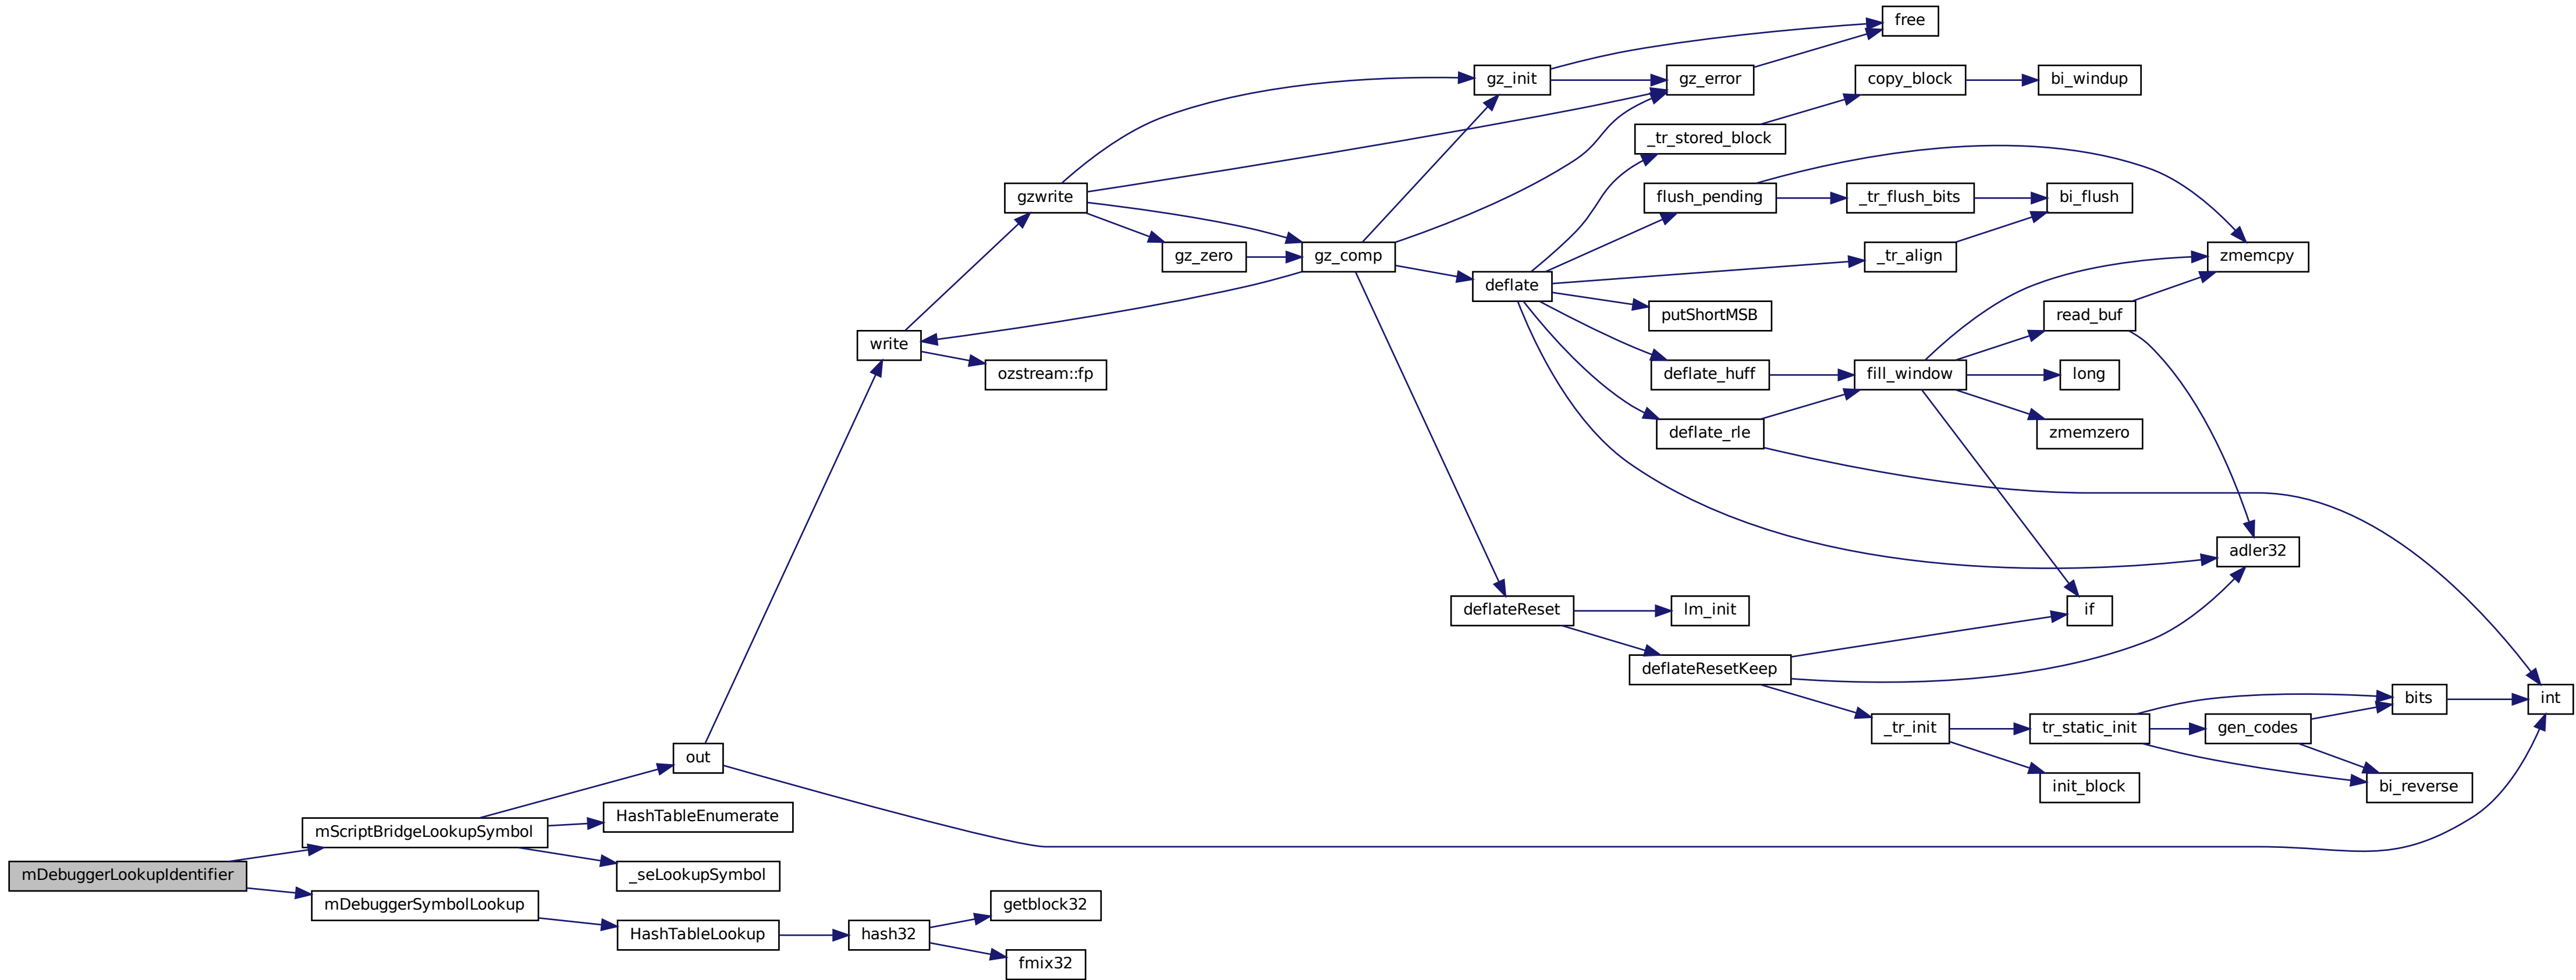 free
gz_init
gz_error
copy_block
bi_windup
_tr_stored_block
gzwrite
flush_pending
_tr_flush_bits
bi_flush
gz_zero
gz_comp
_tr_align
zmemcpy
deflate
putShortMSB
read_buf
write
ozstream::fp
deflate_huff
fill_window
long
deflate_rle
zmemzero
adler32
deflateReset
lm_init
if
deflateResetKeep
bits
int
_tr_init
tr_static_init
gen_codes
out
init_block
bi_reverse
HashTableEnumerate
mScriptBridgeLookupSymbol
mDebuggerLookupIdentifier
_seLookupSymbol
mDebuggerSymbolLookup
getblock32
HashTableLookup
hash32
fmix32